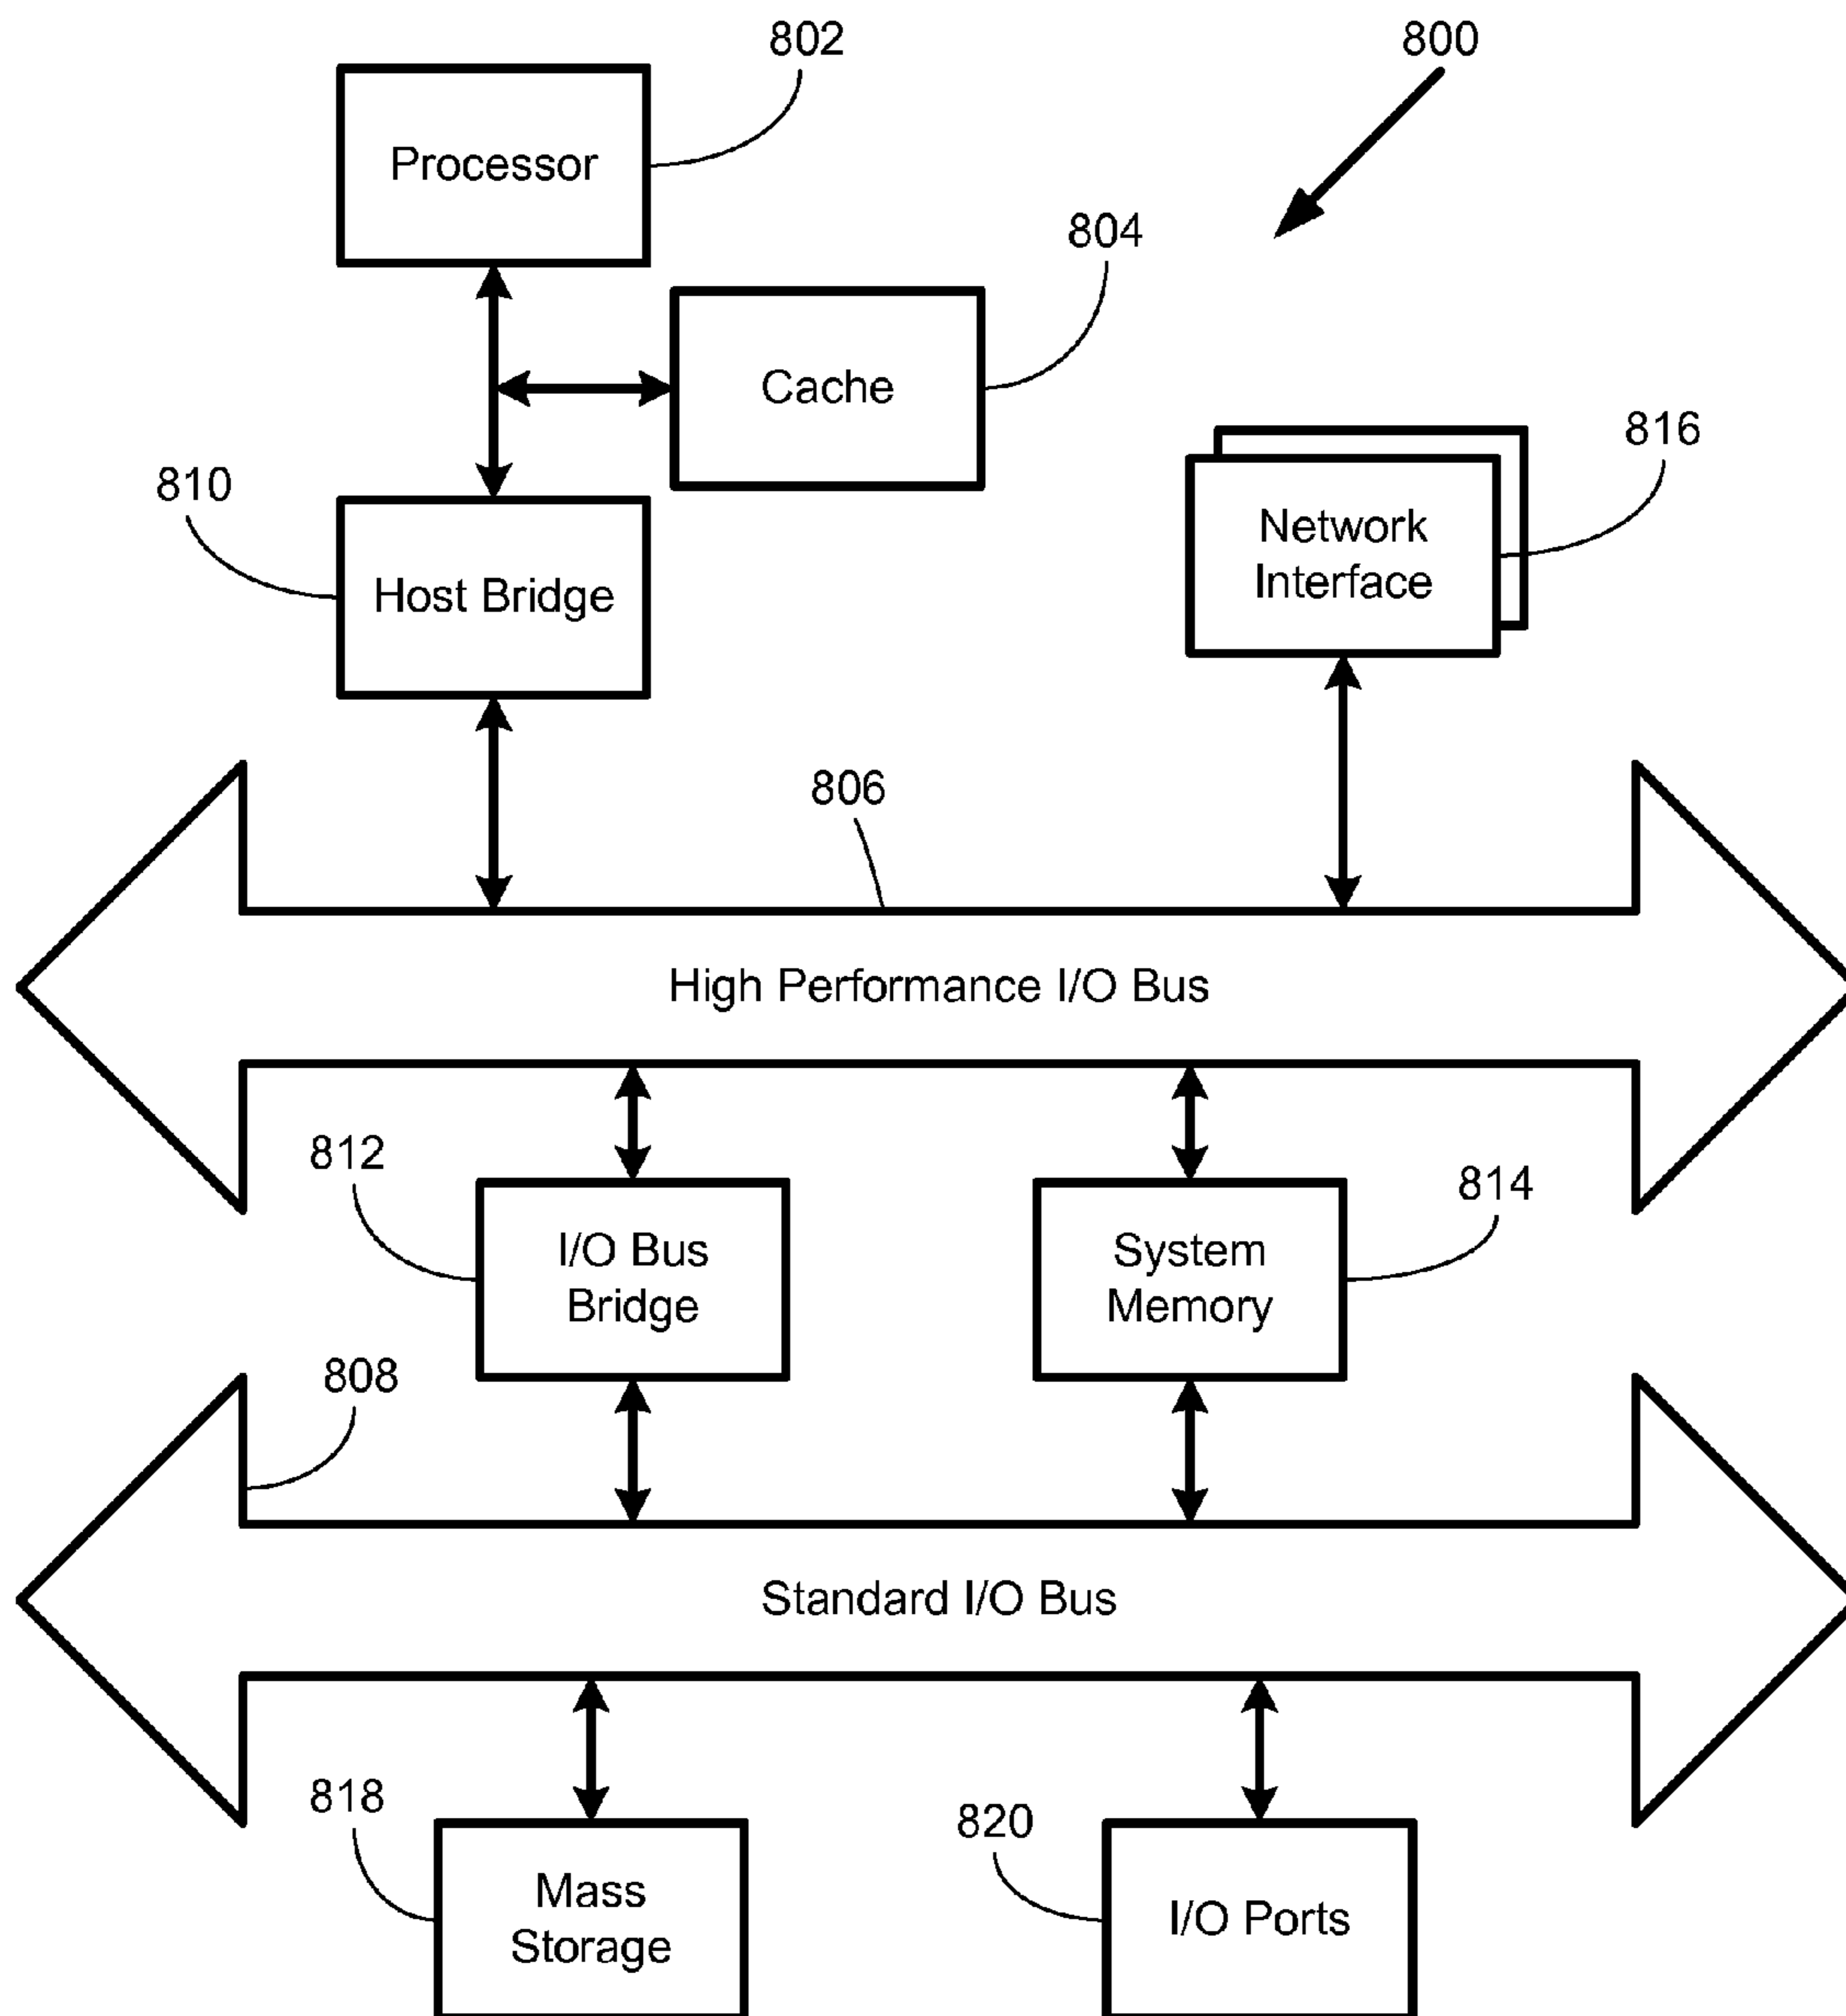 802
800
Processor
804
Cache
816
810
Network
Interface
Host Bridge
806
High Performance I/O Bus
812
814
I/O Bus
Bridge
System
Memory
808
Standard I/O Bus
818
820
Mass
Storage
I/O Ports